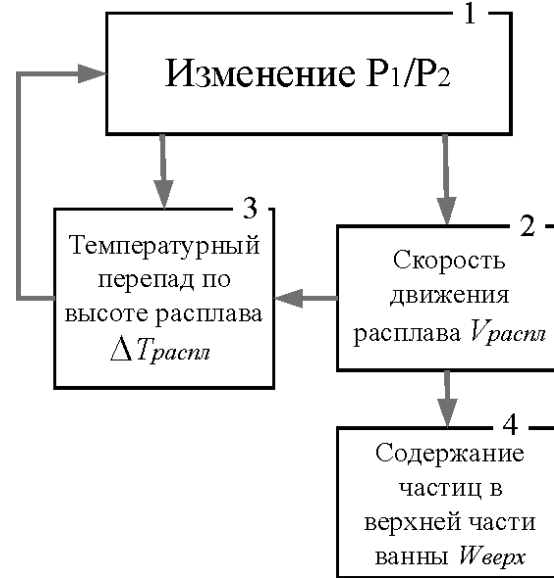 1
Изменение P₁/P₂
3
Температурный
перепад по
высоте расплава
ΔTраспл
2
Скорость
движения
расплава Vраспл
4
Содержание
частиц в
верхней части
ванны Wверх